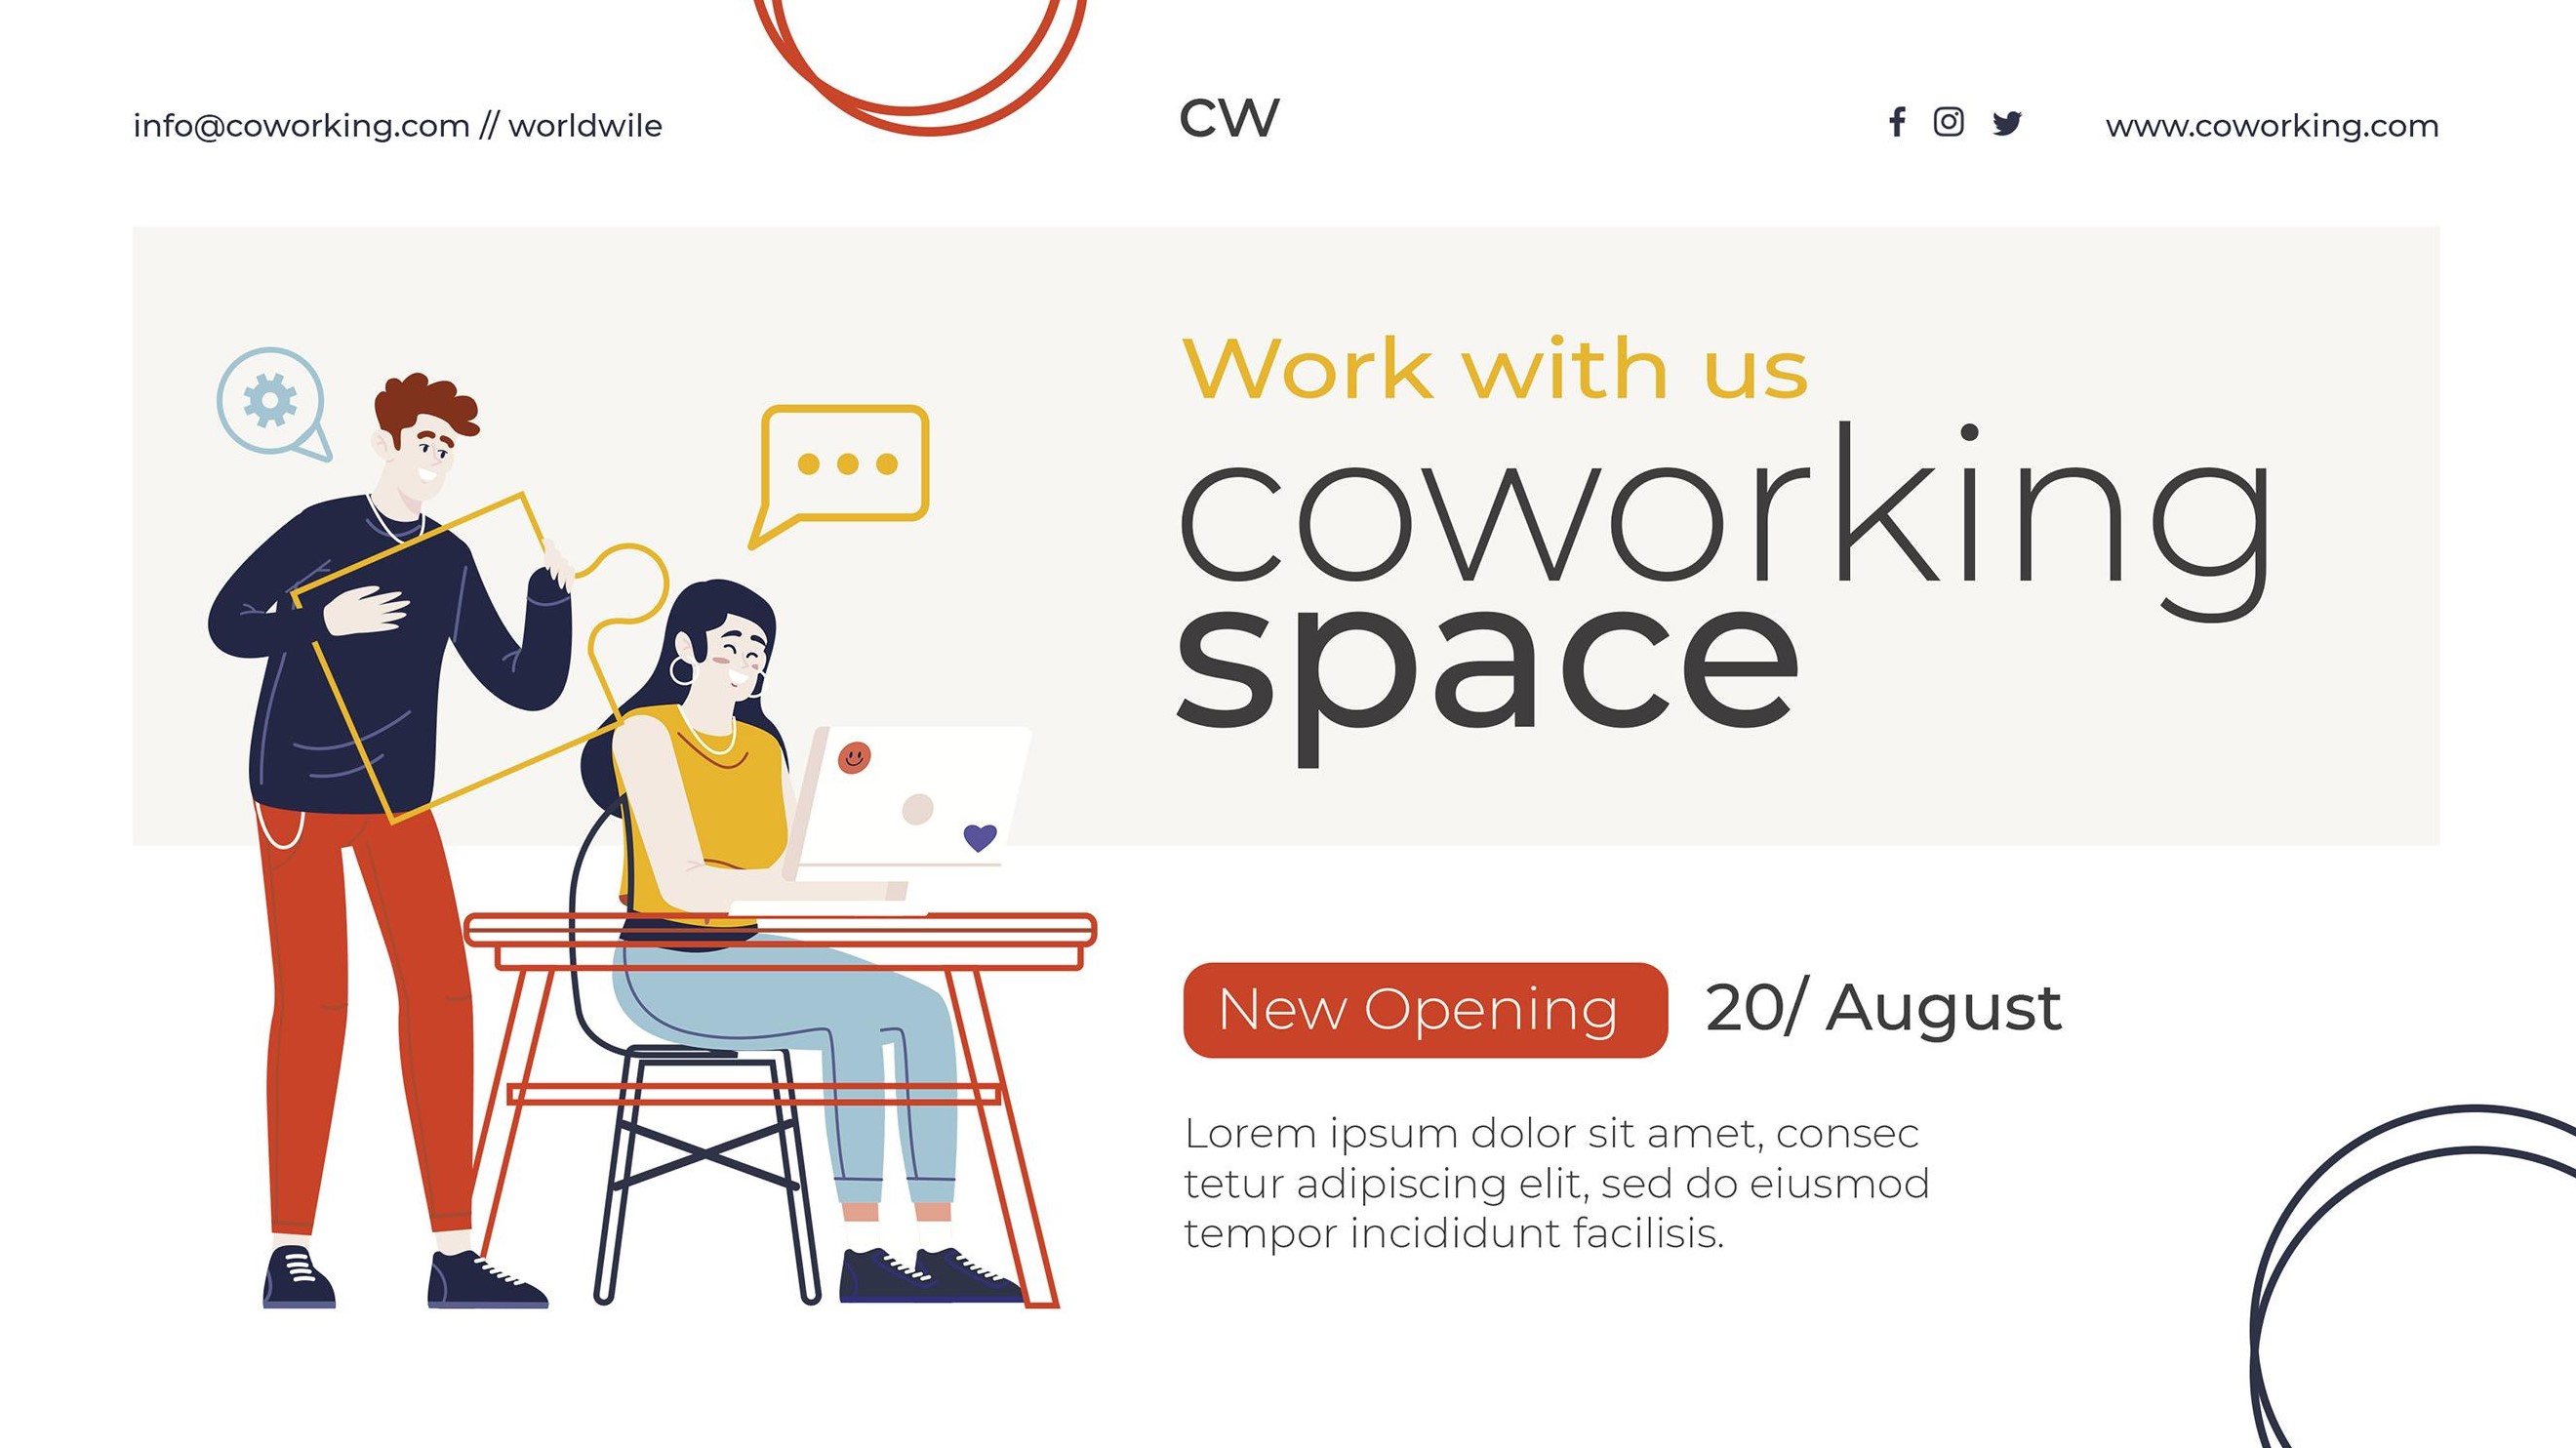 info@coworking.com // worldwile
CW
www.coworking.com
Work with us
coworking
space
New Opening
20/ August
Lorem ipsum dolor sit amet, consec
tetur adipiscing elit, sed do eiusmod
tempor incididunt facilisis.